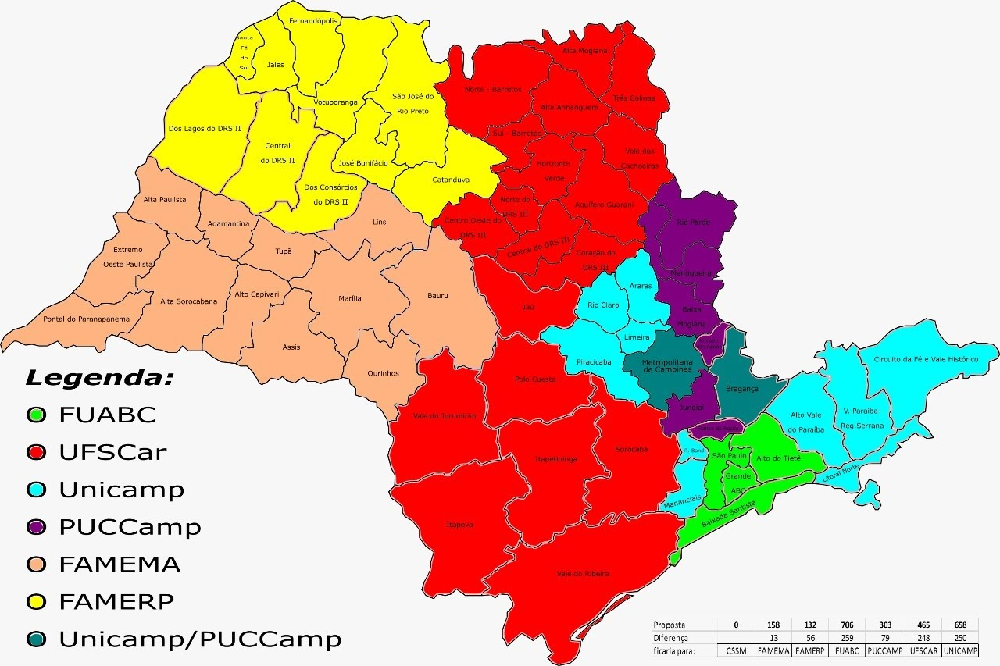 Fernandópolis
Santa
Fé
do
Sul
Jales
Votuporanga
São José do
Rio Preto
Dos Lagos do DRS II
Central
do DRS II
José Bonifácio
Dos Consórcios
do DRS II
Catanduva
Alta Mogiana
Norte - Barretos
Três Colinas
Alta Anhanguera
Sul - Barretos
Vale das
Cachoeiras
Horizonte
Verde
Norte do
DRS III
Aquífero Guarani
Centro Oeste do
DRS III
Central do DRS III
Coração do
DRS III
Rio Pardo
Mantiqueira
Baixa
Mogiana
Alta Paulista
Adamantina
Lins
Extremo
Oeste Paulista
Tupã
Alta Sorocabana
Alto Capivari
Marília
Bauru
Pontal do Paranapanema
Assis
Ourinhos
Jaú
Rio Claro
Araras
Limeira
Piracicaba
Metropolitana
de Campinas
Bragança
Jundiaí
Polo Cuesta
Vale do Jurumirim
Itapetininga
Sorocaba
Itapeva
Vale do Ribeira
R. Band.
Mananciais
São Paulo
Grande
ABC
Alto do Tietê
Baixada Santista
Alto Vale
do Paraíba
V. Paraíba-
Reg.Serrana
Circuito da Fé e Vale Histórico
Litoral Norte
Legenda:
FUABC
UFSCar
Unicamp
PUCCamp
FAMEMA
FAMERP
Unicamp/PUCCamp
Proposta 0 158 132 706 303 465 658
Diferença 13 56 259 79 248 250
ficaria para: CSSM FAMEMA FAMERP FUABC PUCCAMP UFSCAR UNICAMP